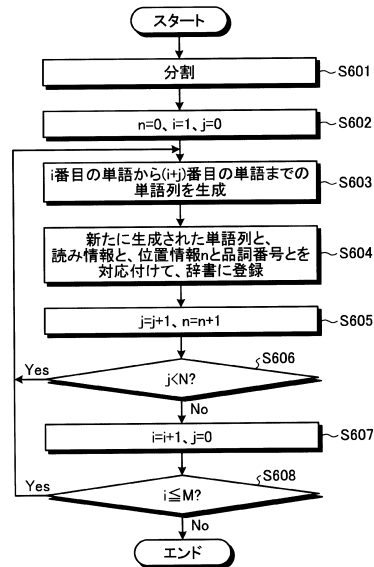 スタート
分割
S601
n=0、i=1、j=0
S602
i番目の単語から(i+j)番目の単語までの
単語列を生成
S603
新たに生成された単語列と、
読み情報と、位置情報nと品詞番号とを
対応付けて、辞書に登録
S604
j=j+1、n=n+1
S605
S606
j<N?
Yes
No
i=i+1、j=0
S607
S608
i≦M?
Yes
No
エンド